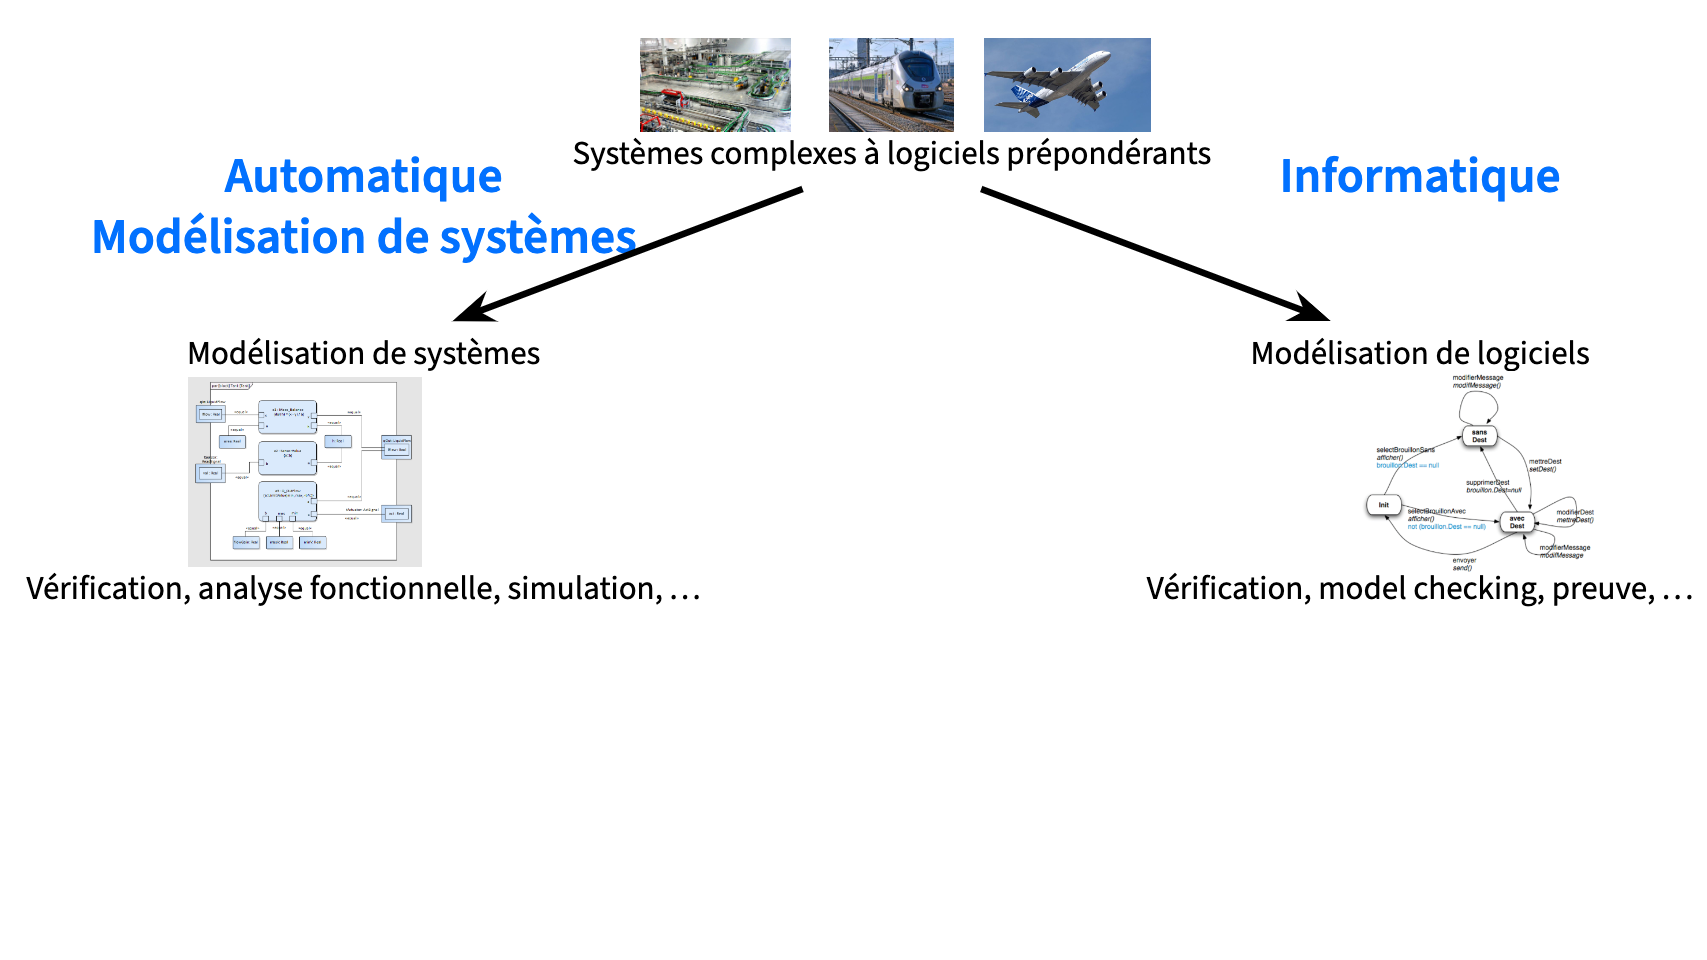 Systèmes complexes à logiciels prépondérants
Automatique
Modélisation de systèmes
Informatique
Modélisation de systèmes
Vérification, analyse fonctionnelle, simulation, …
Modélisation de logiciels
modifierMessage
modifMessage()
sans
Dest
selectBrouillonSans
afficher()
brouillon.Dest == null
mettreDest
setDest()
supprimerDest
brouillon.Dest=null
Init
selectBrouillonAvec
afficher()
not (brouillon.Dest == null)
avec
Dest
modifierDest
mettreDest()
modifierMessage
modifMessage
envoyer
send()
Vérification, model checking, preuve, …